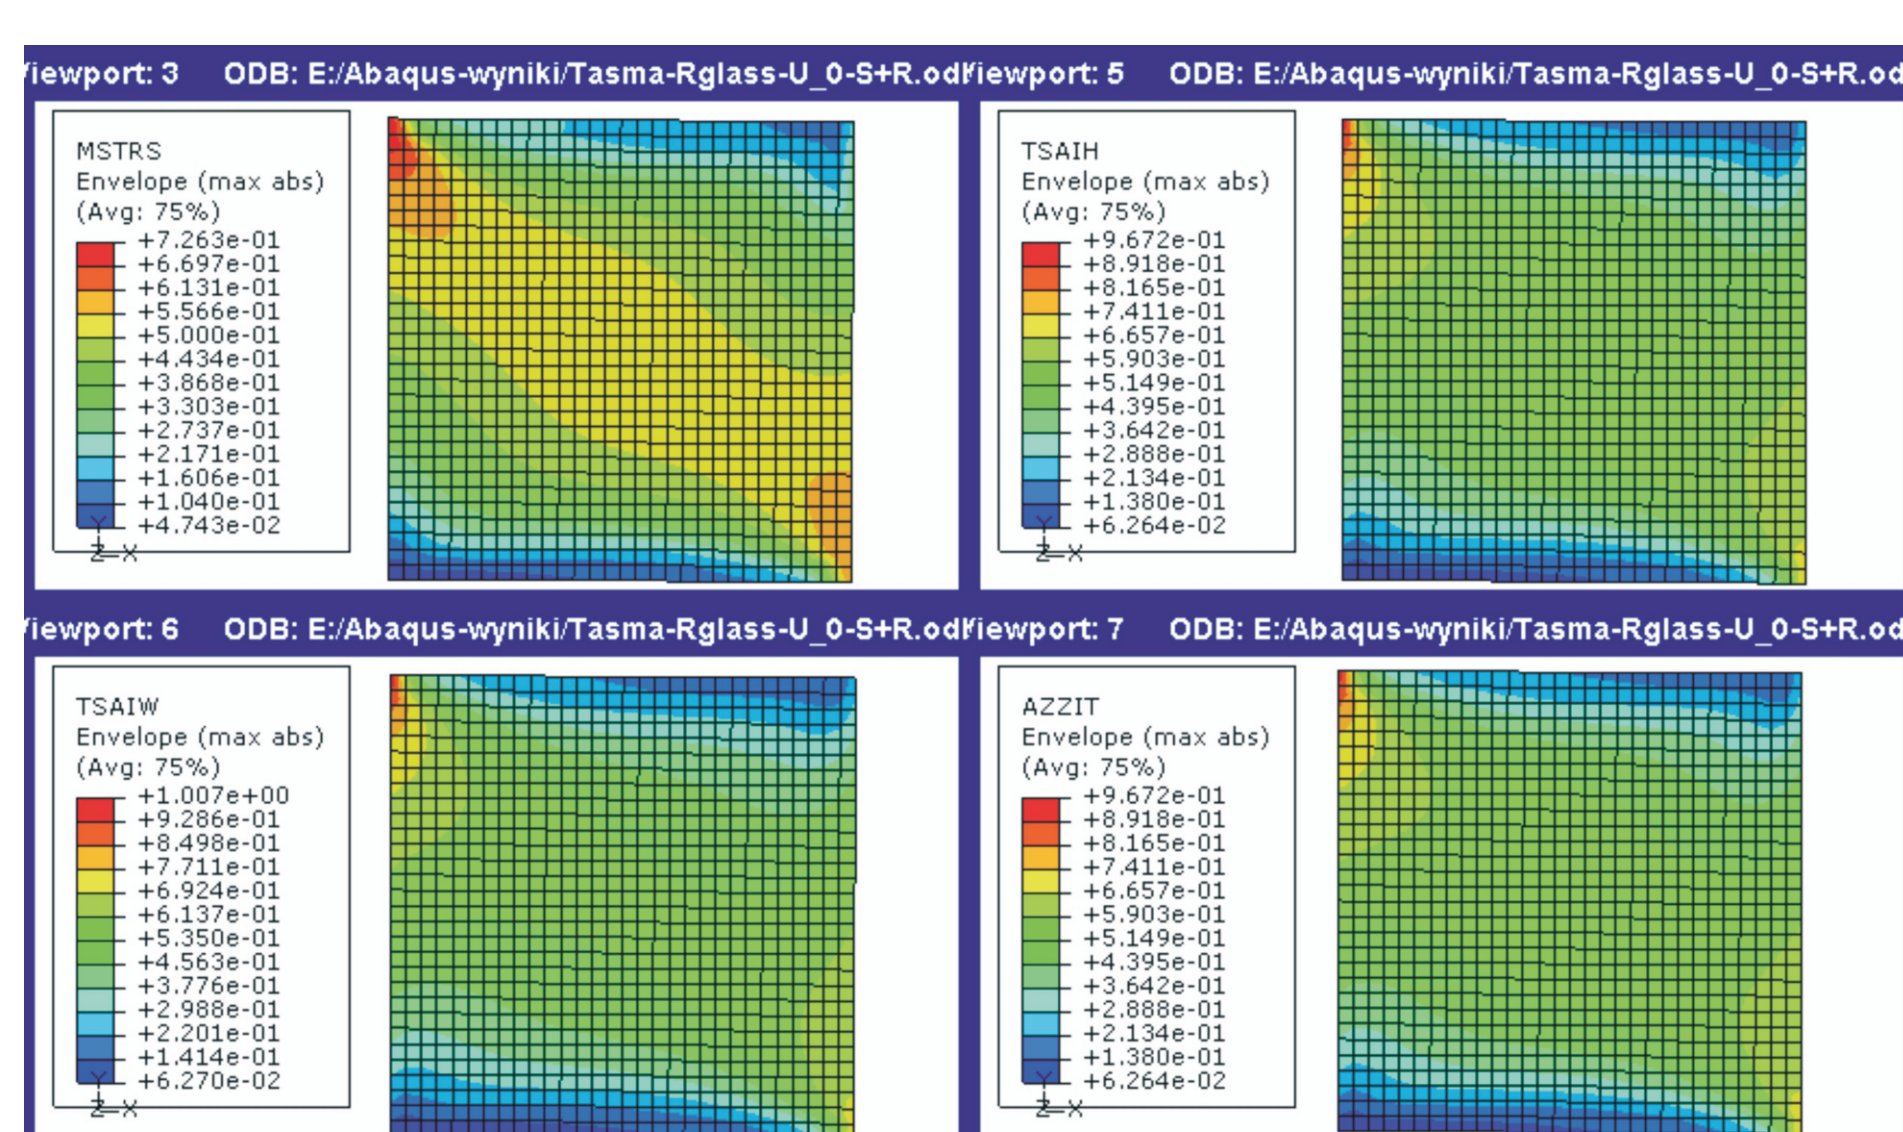 iewport: 3 ODB: E:/Abaqus-wyniki/Tasma-Rglass-U_0-S+R.od
MSTRS
Envelope (max abs)
(Avg: 75%)
+7.263e-01
+6.697e-01
+6.131e-01
+5.566e-01
+5.000e-01
+4.434e-01
+3.868e-01
+3.303e-01
+2.737e-01
+2.171e-01
+1.606e-01
+1.040e-01
+4.743e-02
Y
Z X
iewport: 5 ODB: E:/Abaqus-wyniki/Tasma-Rglass-U_0-S+R.od
TSAIH
Envelope (max abs)
(Avg: 75%)
+9.672e-01
+8.918e-01
+8.165e-01
+7.411e-01
+6.657e-01
+5.903e-01
+5.149e-01
+4.395e-01
+3.642e-01
+2.888e-01
+2.134e-01
+1.380e-01
+6.264e-02
Y
Z X
iewport: 6 ODB: E:/Abaqus-wyniki/Tasma-Rglass-U_0-S+R.od
TSAIW
Envelope (max abs)
(Avg: 75%)
+1.007e+00
+9.286e-01
+8.498e-01
+7.711e-01
+6.924e-01
+6.137e-01
+5.350e-01
+4.563e-01
+3.776e-01
+2.988e-01
+2.201e-01
+1.414e-01
+6.270e-02
Y
Z X
iewport: 7 ODB: E:/Abaqus-wyniki/Tasma-Rglass-U_0-S+R.od
AZZIT
Envelope (max abs)
(Avg: 75%)
+9.672e-01
+8.918e-01
+8.165e-01
+7.411e-01
+6.657e-01
+5.903e-01
+5.149e-01
+4.395e-01
+3.642e-01
+2.888e-01
+2.134e-01
+1.380e-01
+6.264e-02
Y
Z X